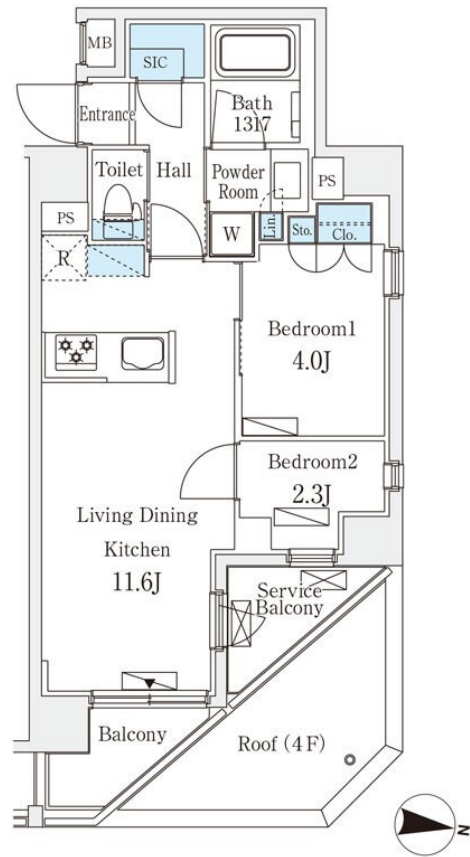 MB
SIC
Entrance
Bath
1317
Toilet
Hall
Powder
Room
PS
PS
W
Lin.
Sto.
Clo.
R
Bedroom1
4.0J
Bedroom2
2.3J
Living Dining
Kitchen
11.6J
Service
Balcony
Balcony
Roof (4F)
N